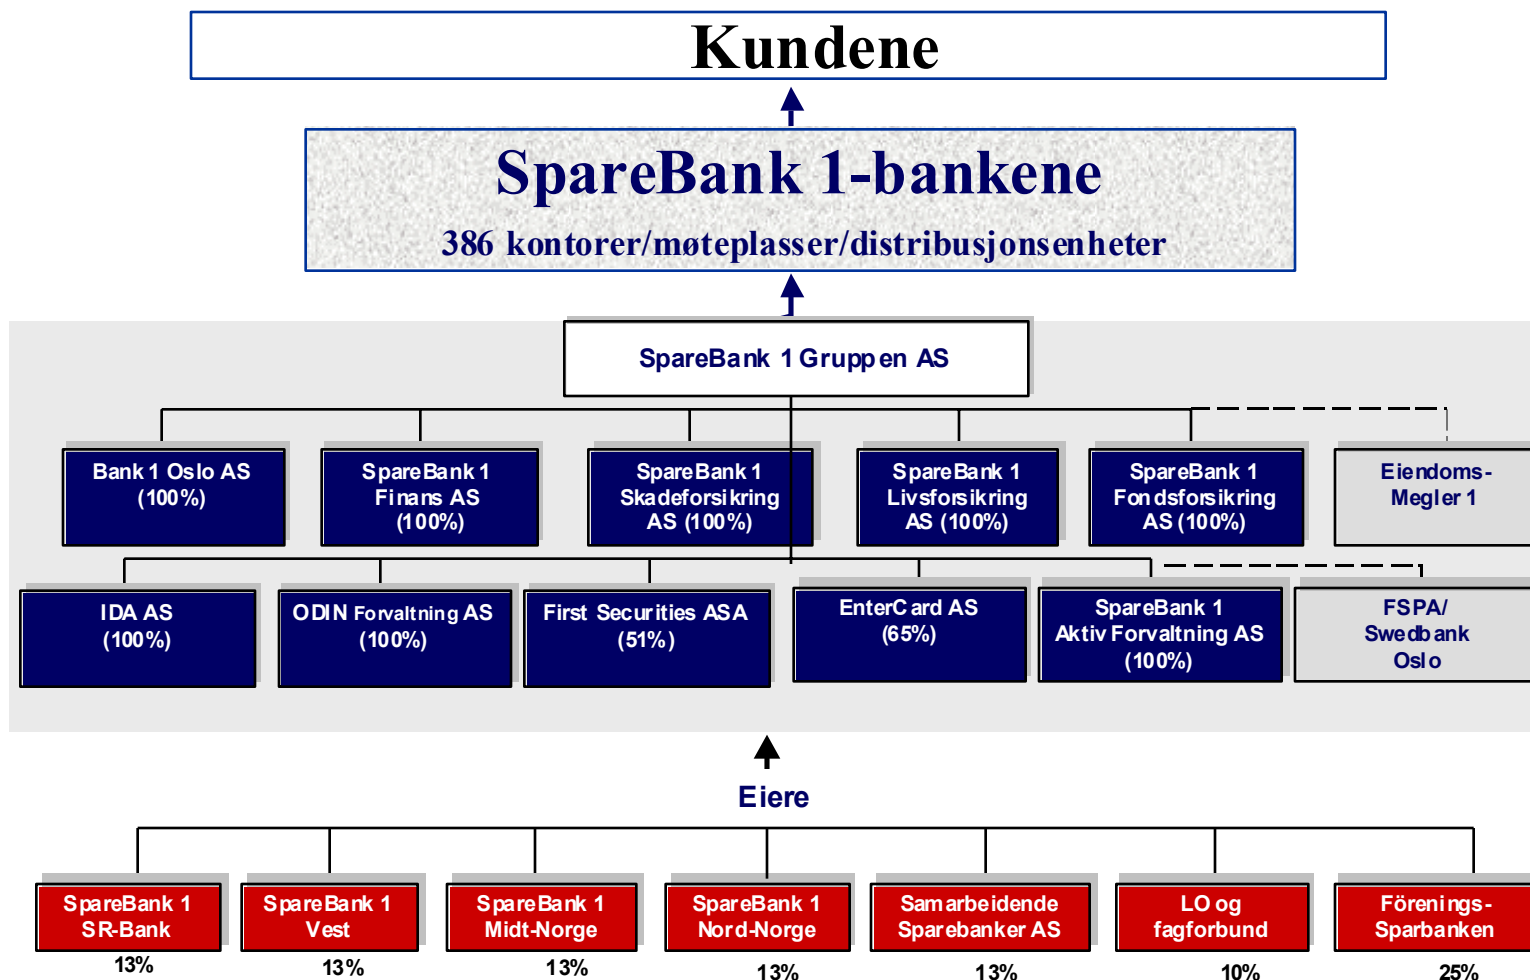 Kundene
SpareBank 1-bankene
386 kontorer/møteplasser/distribusjonsenheter
SpareBank 1 Gruppen AS
Bank 1 Oslo AS
(100%)
SpareBank 1
Finans AS
(100%)
SpareBank 1
Skadeforsikring
AS (100%)
SpareBank 1
Livsforsikring
AS (100%)
SpareBank 1
Fondsforsikring
AS (100%)
Eiendoms-
Megler 1
IDA AS
(100%)
ODIN Forvaltning AS
(100%)
First Securities ASA
(51%)
EnterCard AS
(65%)
SpareBank 1
Aktiv Forvaltning AS
(100%)
FSPA/
Swedbank
Oslo
Eiere
SpareBank 1
SR-Bank
13%
SpareBank 1
Vest
13%
SpareBank 1
Midt-Norge
13%
SpareBank 1
Nord-Norge
13%
Samarbeidende
Sparebanker AS
13%
LO og
fagforbund
10%
Förenings-
Sparbanken
25%